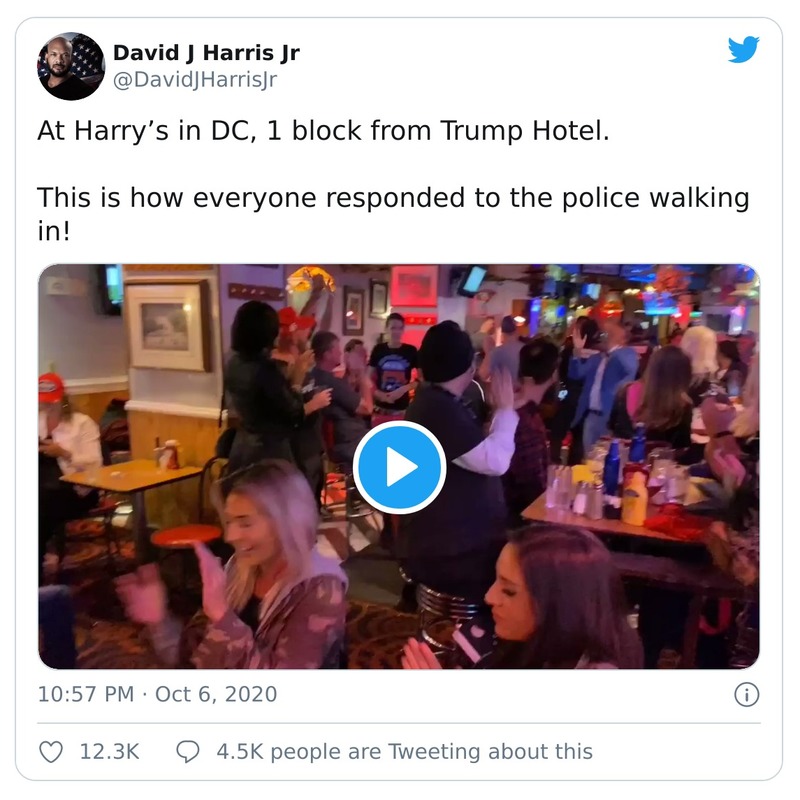 David J Harris Jr
@DavidJHarrisJr
At Harry’s in DC, 1 block from Trump Hotel.
This is how everyone responded to the police walking
in!
10:57 PM · Oct 6, 2020
12.3K
4.5K people are Tweeting about this